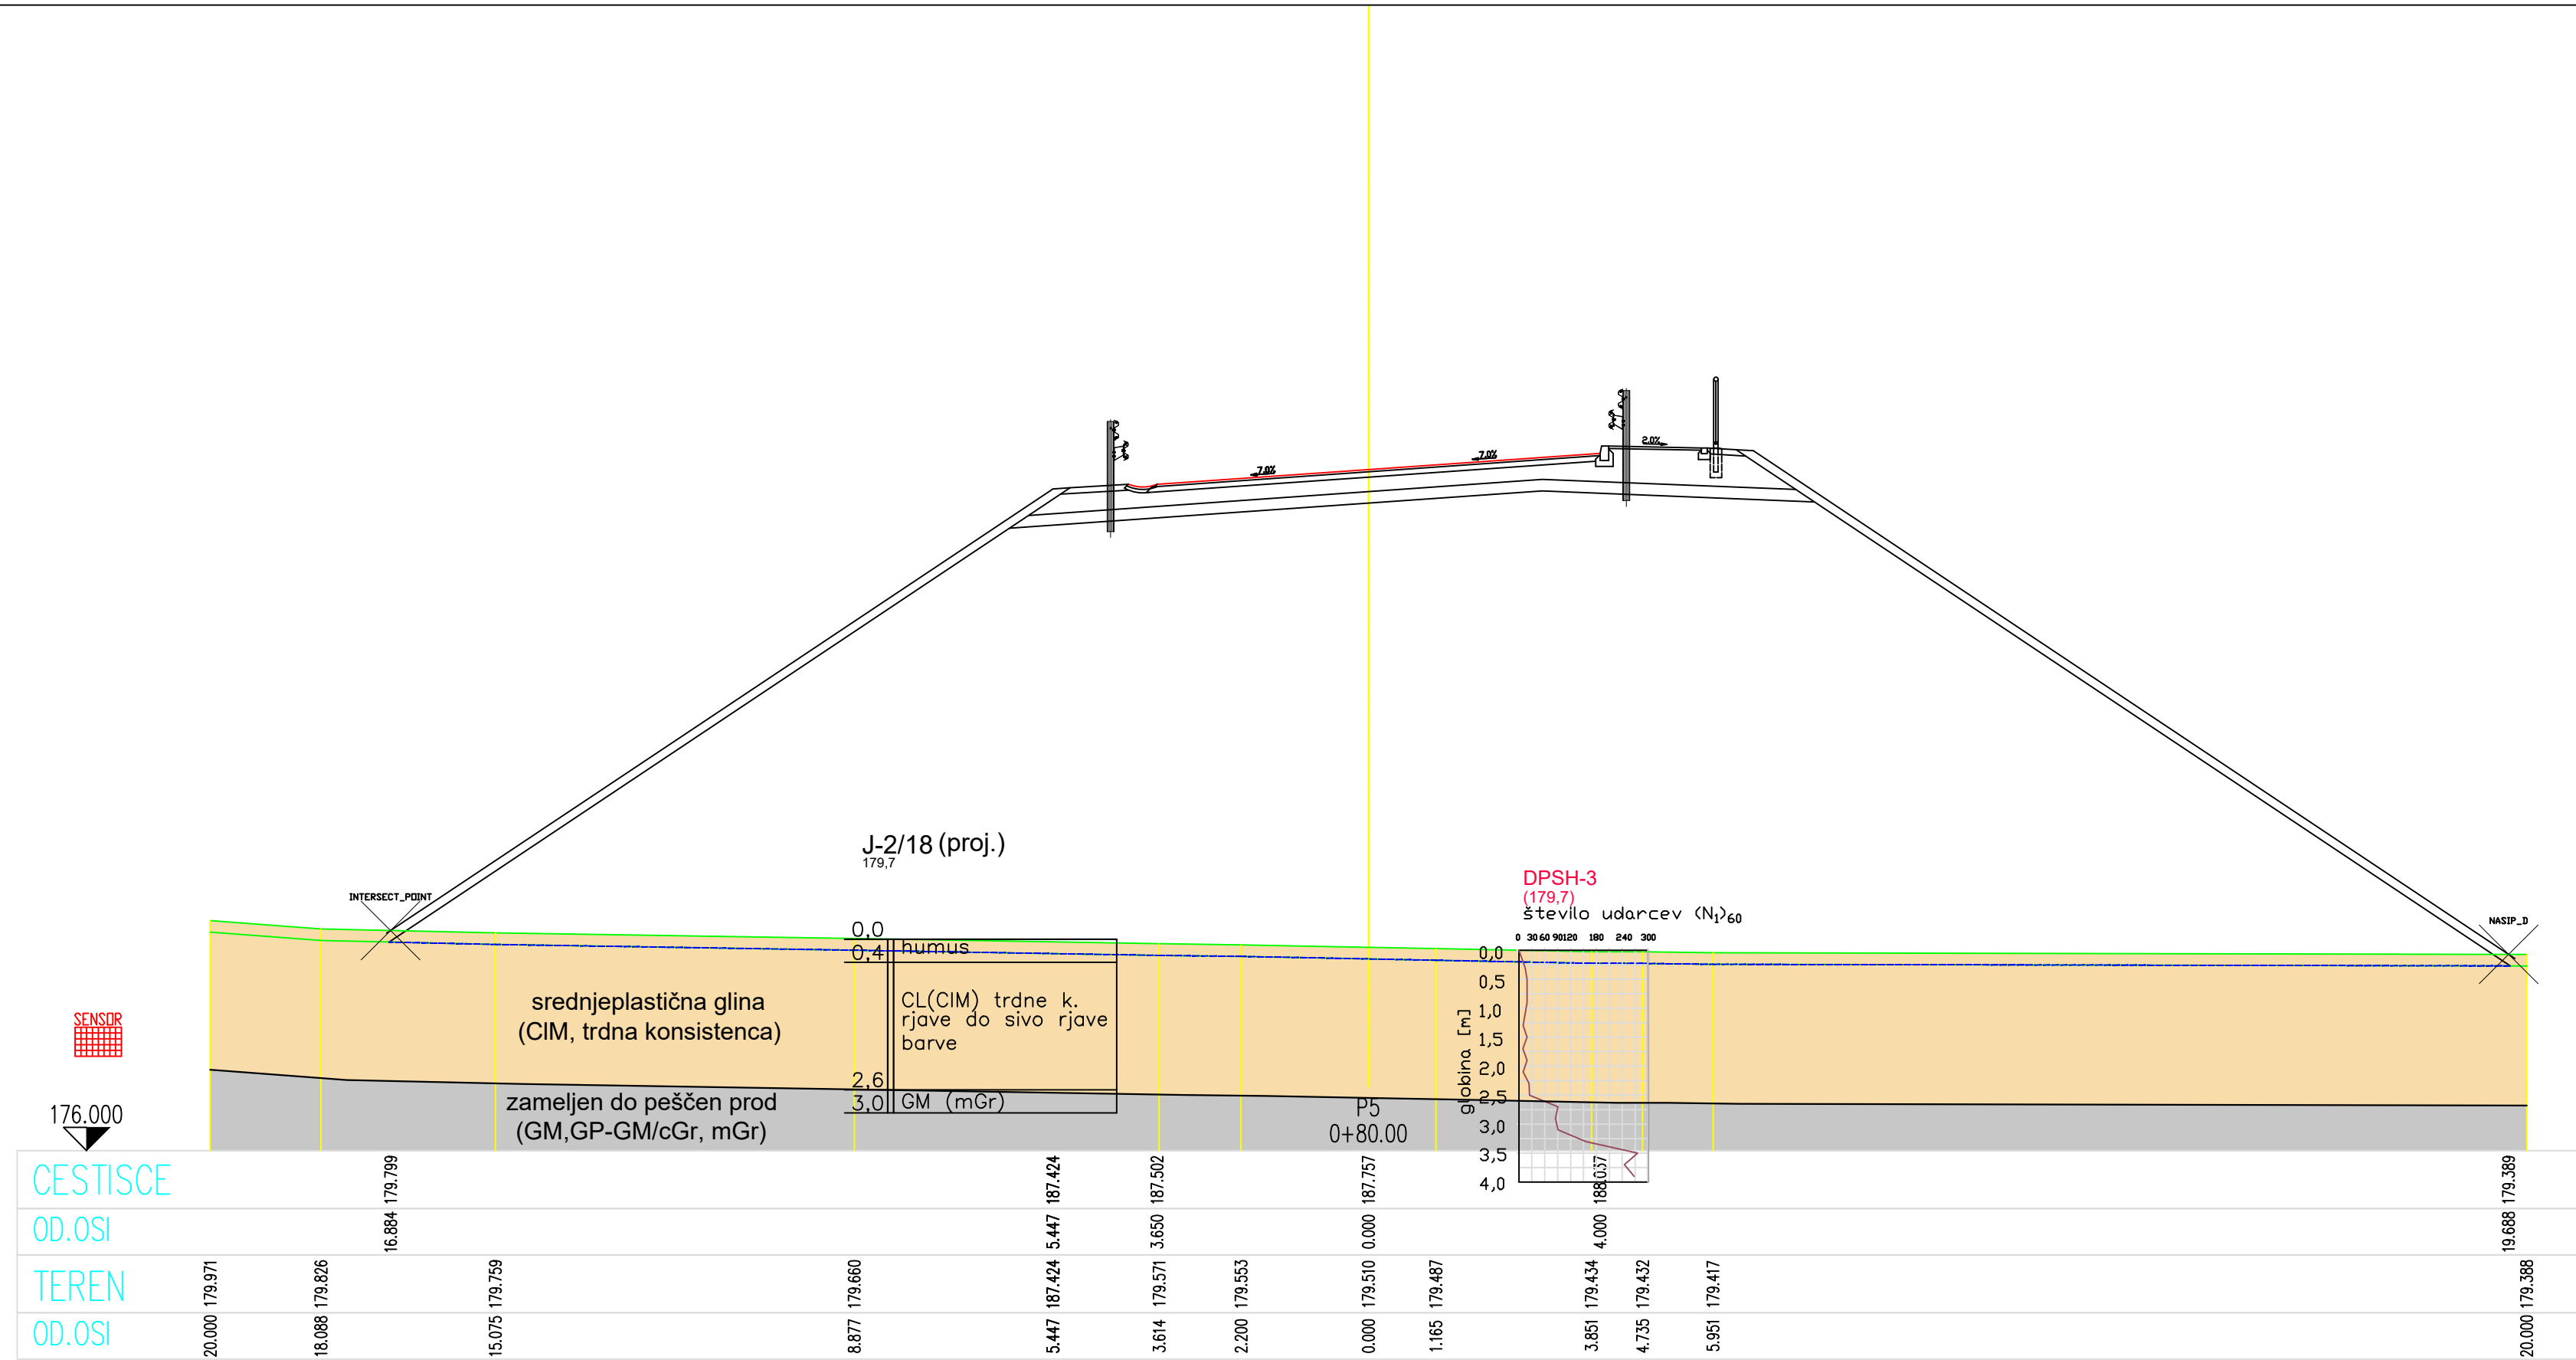 7.0%
7.0%
2.0%
J-2/18 (proj.)
179,7
DPSH-3
(179,7)
število udarcev (N₁)₆₀
INTERSECT_POINT
NASIP_D
0 30 60 90 120 180 240 300
0,0
humus
0,4
CL(CIM) trdne k.
rjave do sivo rjave
barve
2,6
GM (mGr)
3,0
srednjeplastična glina
(CIM, trdna konsistenca)
zameljen do peščen prod
(GM,GP-GM/cGr, mGr)
globina [m]
0,0
0,5
1,0
1,5
2,0
2,5
3,0
3,5
4,0
SENSOR
176.000
P5
0+80.00
CESTISCE
179.799 187.424 187.502 187.757 188.037 179.389
OD.OSI
16.884 5.447 3.650 0.000 4.000 19.688
TEREN
179.971 179.826 179.759 179.660 187.424 179.571 179.553 179.510 179.487 179.434 179.432 179.417 179.388
OD.OSI
20.000 18.088 15.075 8.877 5.447 3.614 2.200 0.000 1.165 3.851 4.735 5.951 20.000